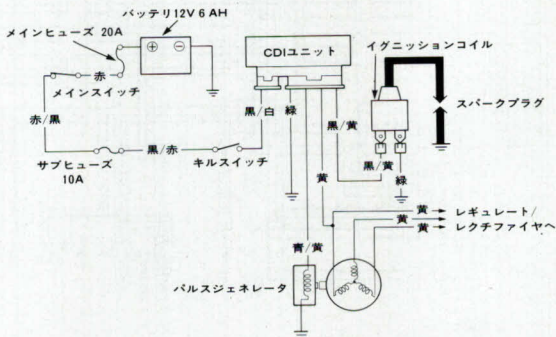 バッテリ12V 6 AH
メインヒューズ 20A
CDIユニット
イグニッションコイル
赤
メインスイッチ
スパークプラグ
黒/白
緑
黒/黄
赤/黒
黒/赤
キルスイッチ
サブヒューズ
10A
黄
黒/黄
緑
黄
レギュレート/
黄
レクチファイヤへ
黄
青/黄
パルスジェネレータ